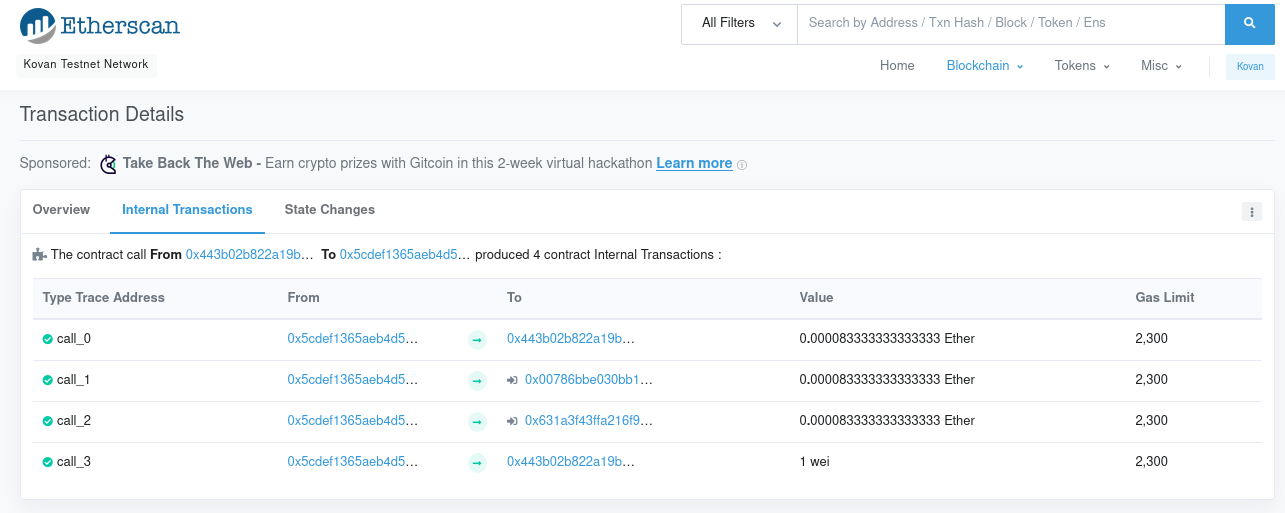 Etherscan
All Filters Search by Address / Txn Hash / Block / Token / Ens
Kovan Testnet Network
Home Blockchain Tokens Misc Kovan
Transaction Details
Sponsored: Take Back The Web - Earn crypto prizes with Gitcoin in this 2-week virtual hackathon Learn more
Overview Internal Transactions State Changes
The contract call From 0x443b02b822a19b... To 0x5cdef1365aeb4d5... produced 4 contract Internal Transactions :
Type Trace Address From To Value Gas Limit
call_0 0x5cdef1365aeb4d5... 0x443b02b822a19b... 0.000083333333333333 Ether 2,300
call_1 0x5cdef1365aeb4d5... 0x00786bbe030bb1... 0.000083333333333333 Ether 2,300
call_2 0x5cdef1365aeb4d5... 0x631a3f43ffa216f9... 0.000083333333333333 Ether 2,300
call_3 0x5cdef1365aeb4d5... 0x443b02b822a19b... 1 wei 2,300